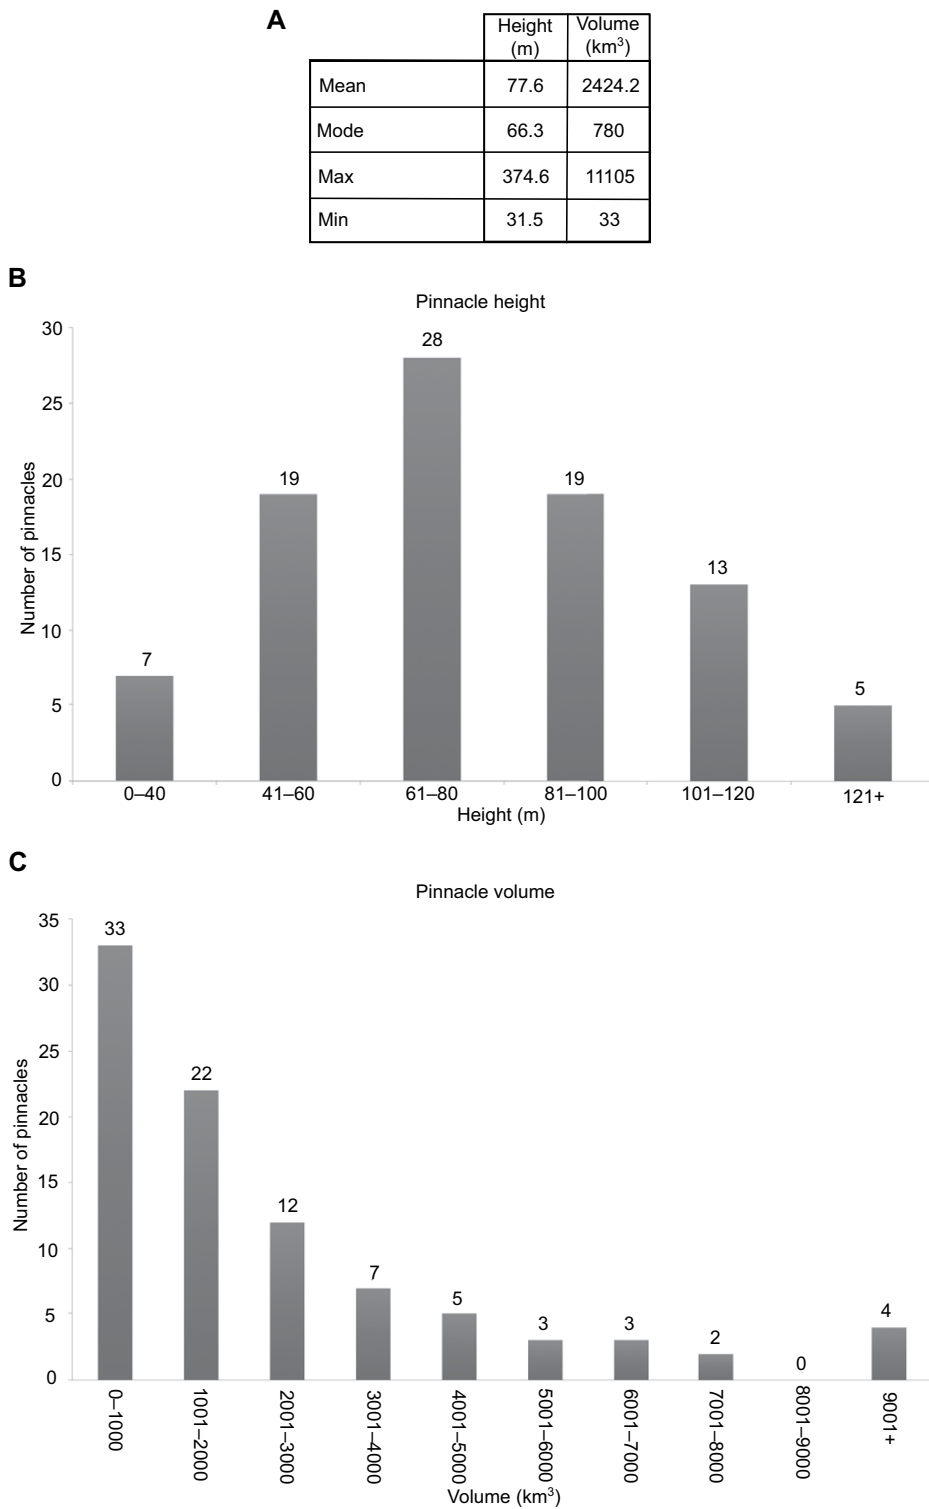 A
Height (m) Volume (km³)
Mean 77.6 2424.2
Mode 66.3 780
Max 374.6 11105
Min 31.5 33
B
Pinnacle height
Number of pinnacles
30
25
20
15
10
5
0
7 19 28 19 13 5
0–40 41–60 61–80 81–100 101–120 121+
Height (m)
C
Pinnacle volume
Number of pinnacles
35
30
25
20
15
10
5
0
33 22 12 7 5 3 3 2 0 4
0–1000 1001–2000 2001–3000 3001–4000 4001–5000 5001–6000 6001–7000 7001–8000 8001–9000 9001+
Volume (km³)